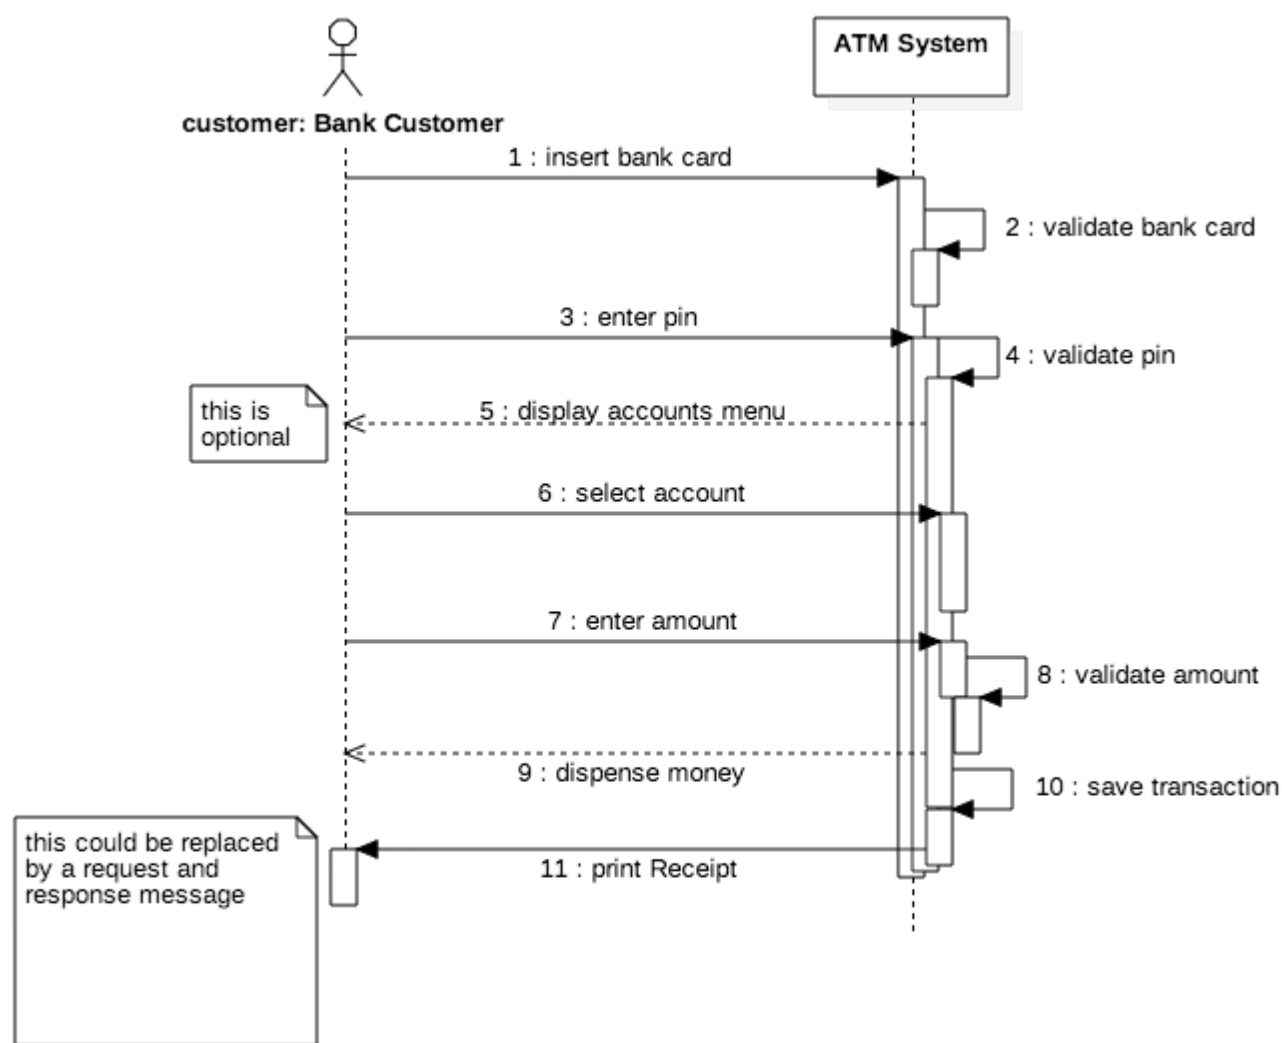 ATM System
customer: Bank Customer
1 : insert bank card
2 : validate bank card
3 : enter pin
4 : validate pin
this is
optional
5 : display accounts menu
6 : select account
7 : enter amount
8 : validate amount
9 : dispense money
10 : save transaction
this could be replaced
by a request and
response message
11 : print Receipt